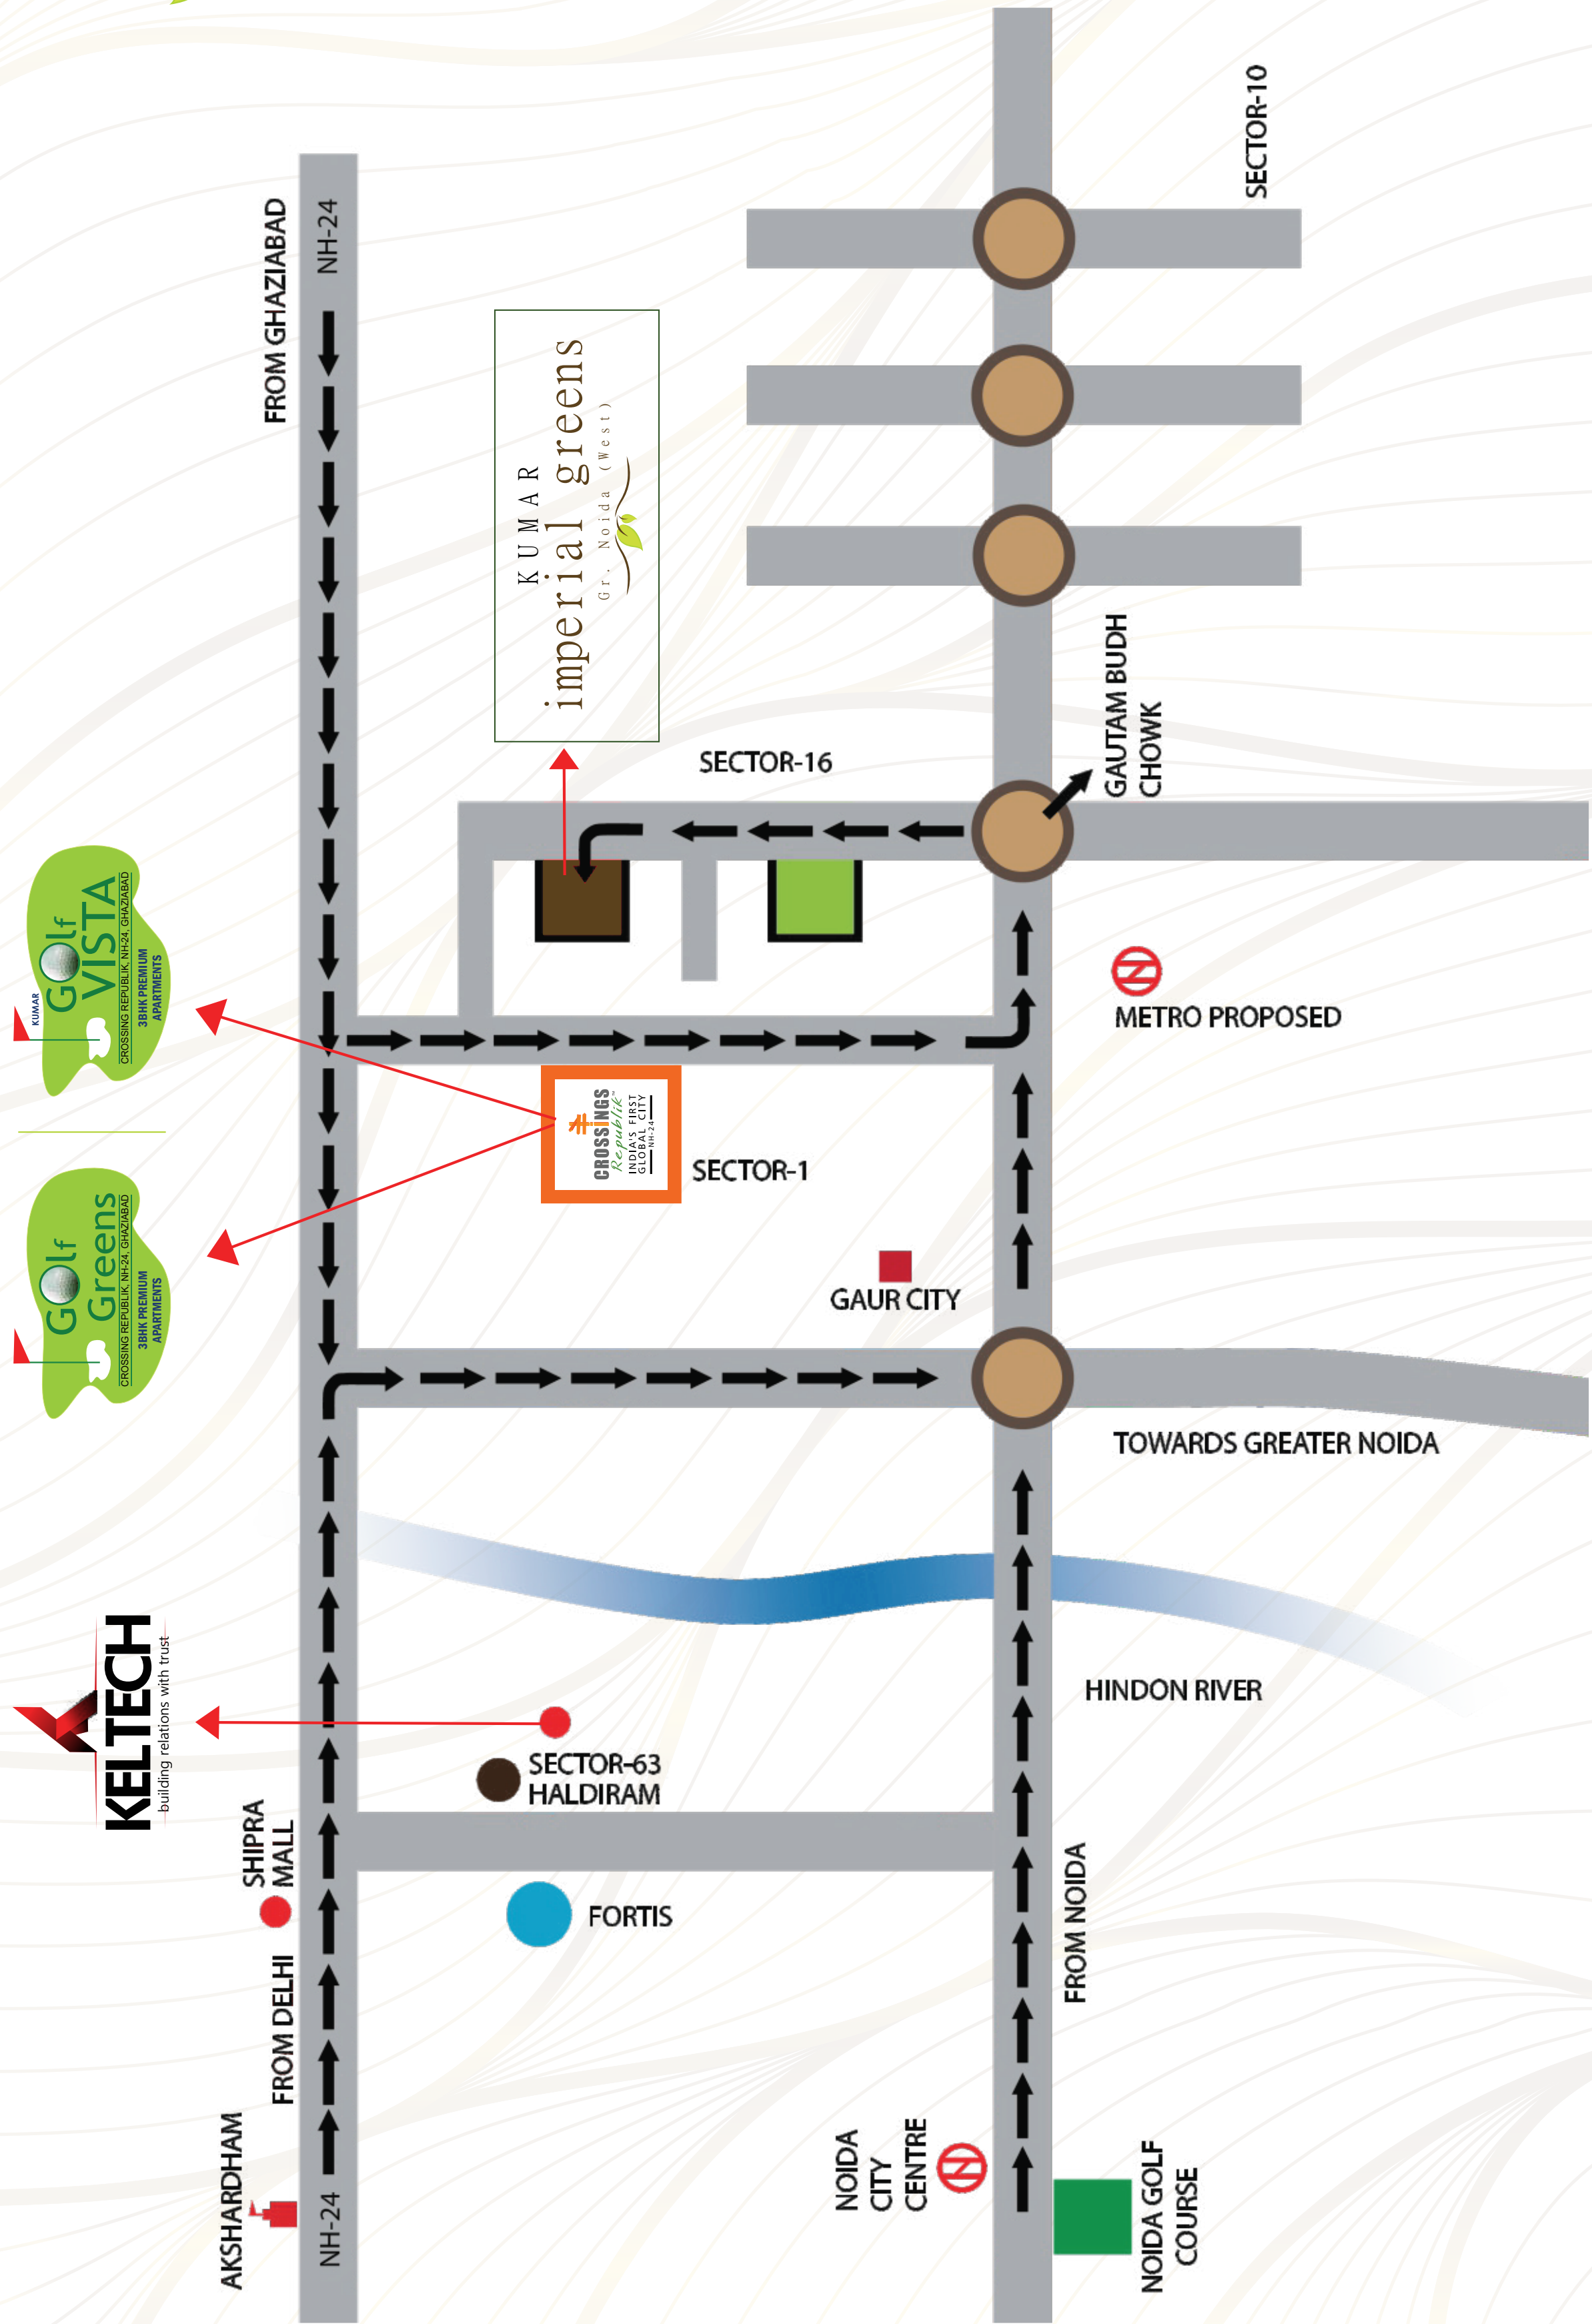 KELTECH
building relations with trust
Golf
Greens
CROSSING REPUBLIK, NH-24, GHAZIABAD
3BHK PREMIUM
APARTMENTS
KUMAR
Golf
VISTA
CROSSING REPUBLIK, NH-24, GHAZIABAD
3BHK PREMIUM
APARTMENTS
AKSHARDHAM
FROM DELHI
SHIPRA
MALL
FROM GHAZIABAD
NH-24
NH-24
KUMAR
imperial greens
Gr. Noida (West)
SECTOR-63
HALDIRAM
FORTIS
CROSSINGS
Republik
INDIA'S FIRST
GLOBAL CITY
NH-24
SECTOR-1
SECTOR-16
GAUR CITY
NOIDA
CITY
CENTRE
FROM NOIDA
HINDON RIVER
TOWARDS GREATER NOIDA
METRO PROPOSED
GAUTAM BUDH
CHOWK
SECTOR-10
NOIDA GOLF
COURSE